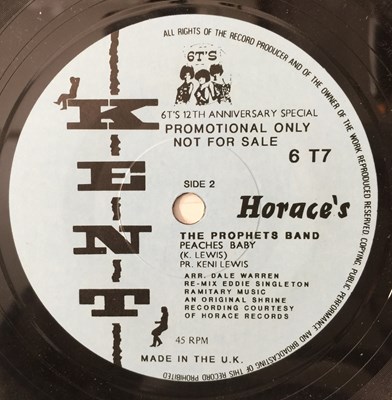 ALL RIGHTS OF THE RECORD PRODUCER AND OF THE OWNER OF THE WORK REPRODUCED RESERVED. COPYING, PUBLIC PERFORMANCE AND BROADCASTING OF THIS RECORD PROHIBITED
KENT
6T'S
6T'S 12TH ANNIVERSARY SPECIAL
PROMOTIONAL ONLY
NOT FOR SALE
6 T7
SIDE 2
Horace's
THE PROPHETS BAND
PEACHES BABY
(K. LEWIS)
PR. KENI LEWIS
ARR. DALE WARREN
RE-MIX EDDIE SINGLETON
RAMITARY MUSIC
AN ORIGINAL SHRINE
RECORDING COURTESY
OF HORACE RECORDS
45 RPM
MADE IN THE U.K.